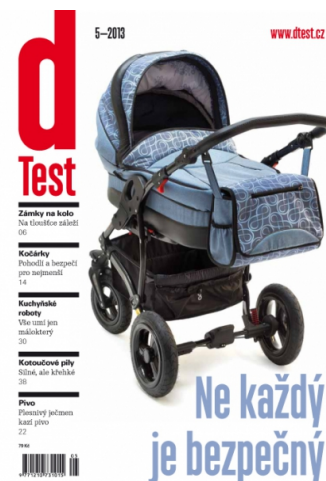 d
Test
5–2013
www.dtest.cz
Zámky na kolo
Na tloušťce záleží
06
Kočárky
Pohodlí a bezpečí
pro nejmenší
14
Kuchyňské
roboty
Vše umí jen
málokterý
30
Kotoučové pily
Silné, ale křehké
38
Pivo
Plesnivý ječmen
kazí pivo
22
79 Kč
Ne každý
je bezpečný